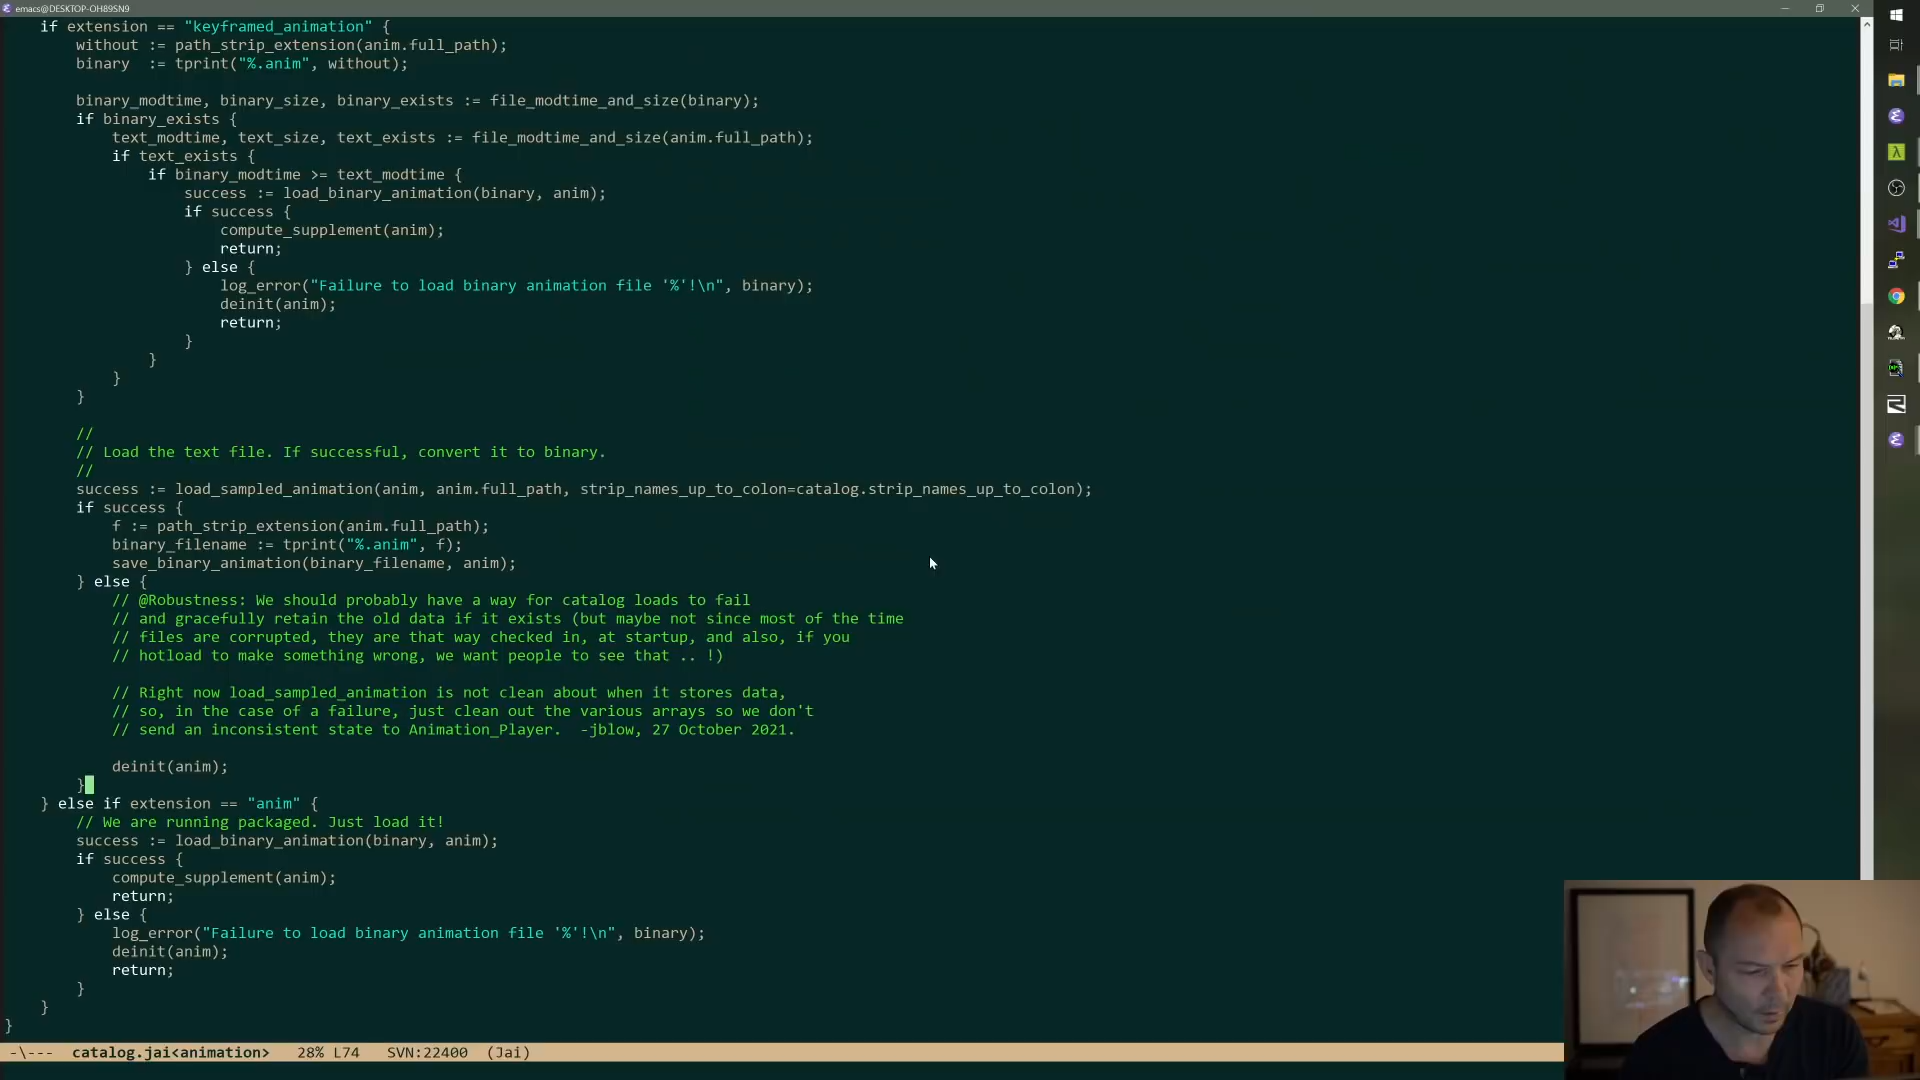 emacs@DESKTOP-OH89SN9
if extension == "keyframed_animation" {
without := path_strip_extension(anim.full_path);
binary  := tprint("%.anim", without);
binary_modtime, binary_size, binary_exists := file_modtime_and_size(binary);
if binary_exists {
text_modtime, text_size, text_exists := file_modtime_and_size(anim.full_path);
if text_exists {
if binary_modtime >= text_modtime {
success := load_binary_animation(binary, anim);
if success {
compute_supplement(anim);
return;
} else {
log_error("Failure to load binary animation file '%'!\n", binary);
deinit(anim);
return;
}
}
}
}
//
// Load the text file. If successful, convert it to binary.
//
success := load_sampled_animation(anim, anim.full_path, strip_names_up_to_colon=catalog.strip_names_up_to_colon);
if success {
f := path_strip_extension(anim.full_path);
binary_filename := tprint("%.anim", f);
save_binary_animation(binary_filename, anim);
} else {
// @Robustness: We should probably have a way for catalog loads to fail
// and gracefully retain the old data if it exists (but maybe not since most of the time
// files are corrupted, they are that way checked in, at startup, and also, if you
// hotload to make something wrong, we want people to see that .. !)
// Right now load_sampled_animation is not clean about when it stores data,
// so, in the case of a failure, just clean out the various arrays so we don't
// send an inconsistent state to Animation_Player.  -jblow, 27 October 2021.
deinit(anim);
}
} else if extension == "anim" {
// We are running packaged. Just load it!
success := load_binary_animation(binary, anim);
if success {
compute_supplement(anim);
return;
} else {
log_error("Failure to load binary animation file '%'!\n", binary);
deinit(anim);
return;
}
}
}
-\--- catalog.jai<animation> 28% L74 SVN:22400 (Jai)